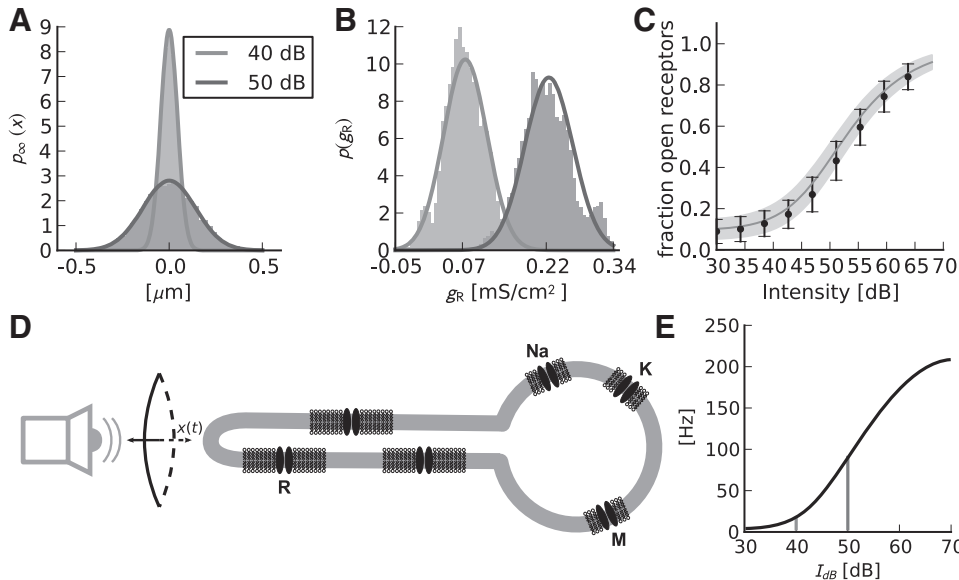 A
9
8
7
6
5
4
3
2
1
0
p∞(x)
40 dB
50 dB
-0.5 0.0 0.5
[μm]
B
12
10
8
6
4
2
0
p(gR)
-0.05 0.07 0.22 0.34
gR [mS/cm²]
C
1.0
0.8
0.6
0.4
0.2
0.0
fraction open receptors
30 35 40 45 50 55 60 65 70
Intensity [dB]
D
x(t)
R
Na
K
M
E
250
200
150
100
50
0
[Hz]
30 40 50 60 70
IdB [dB]